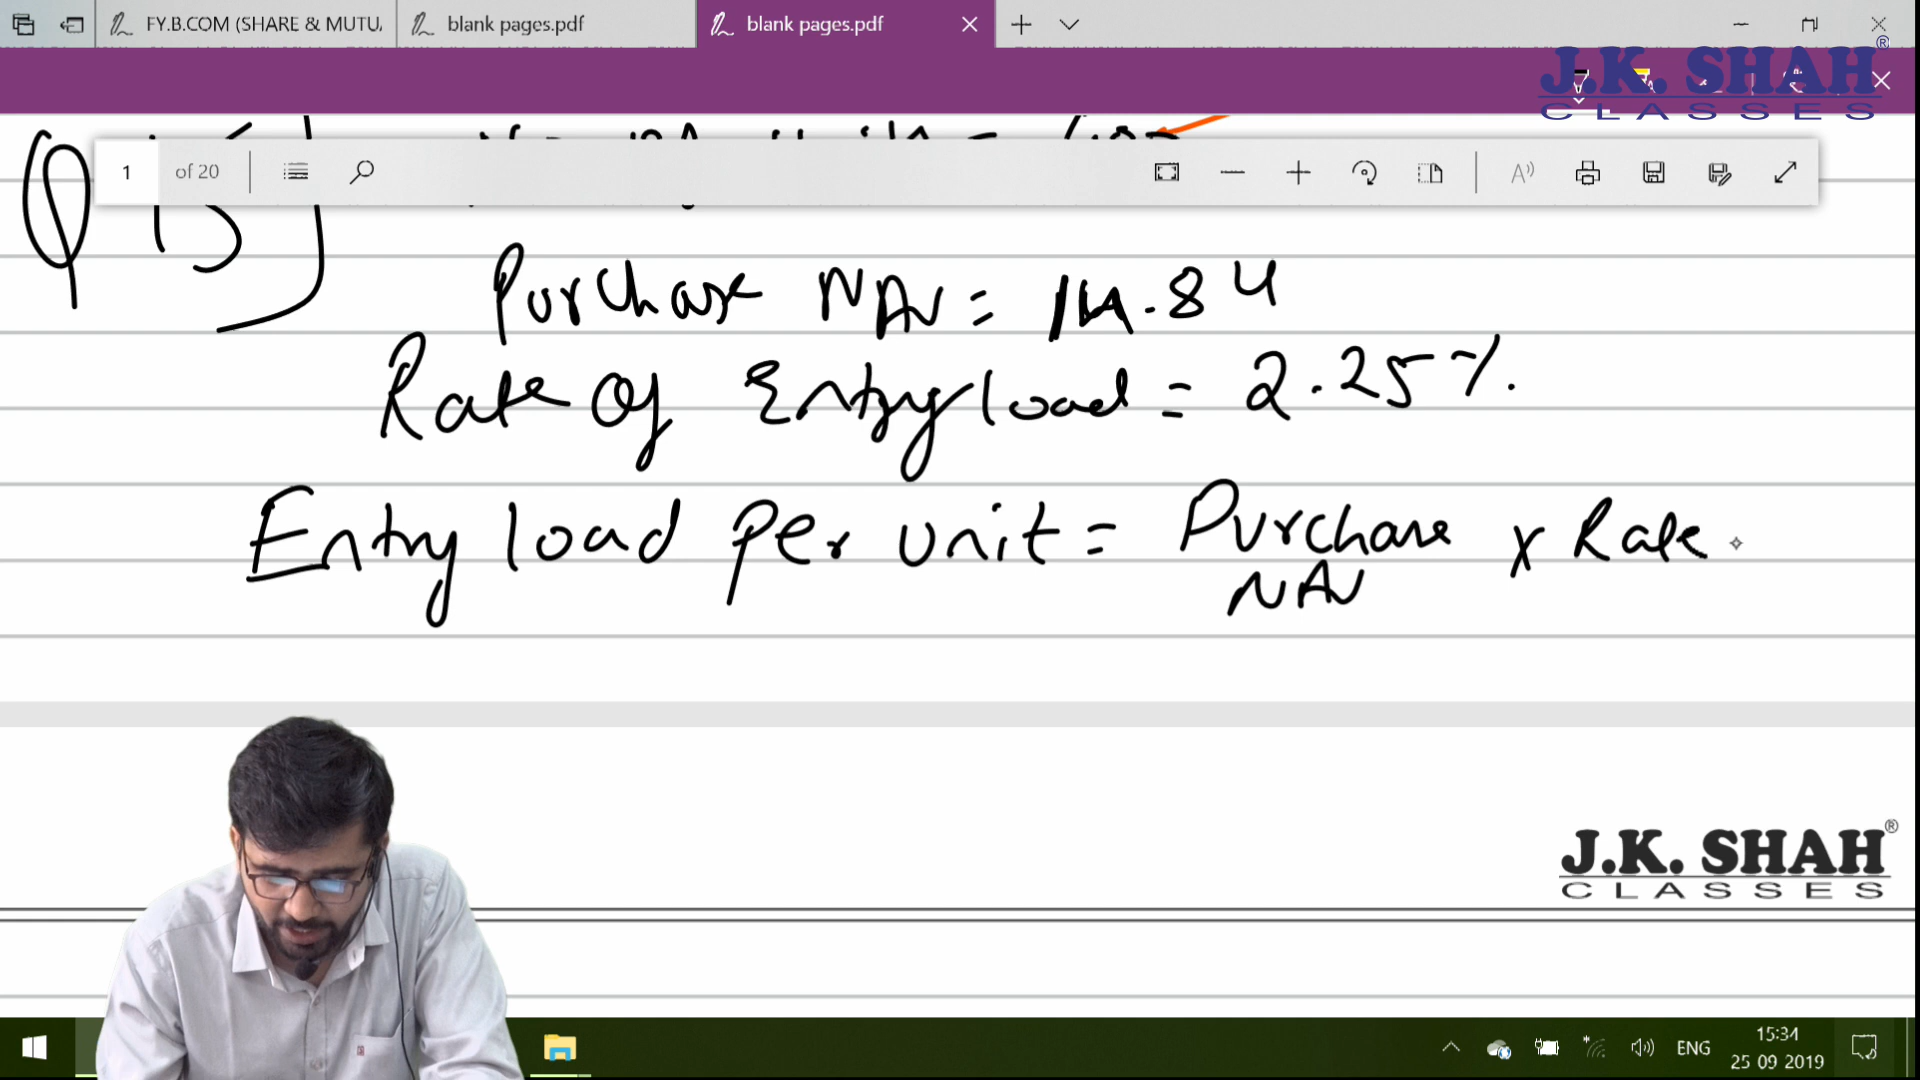 FY.B.COM (SHARE & MUTU
blank pages.pdf
blank pages.pdf
J.K. SHAH®
CLASSES
Q 15]
1 of 20
Purchase NAV = 14.84
Rate of Entry load = 2.25%.
Entry load per unit = Purchase x Rate
NAV
J.K. SHAH®
CLASSES
ENG
15:34
25 09 2019